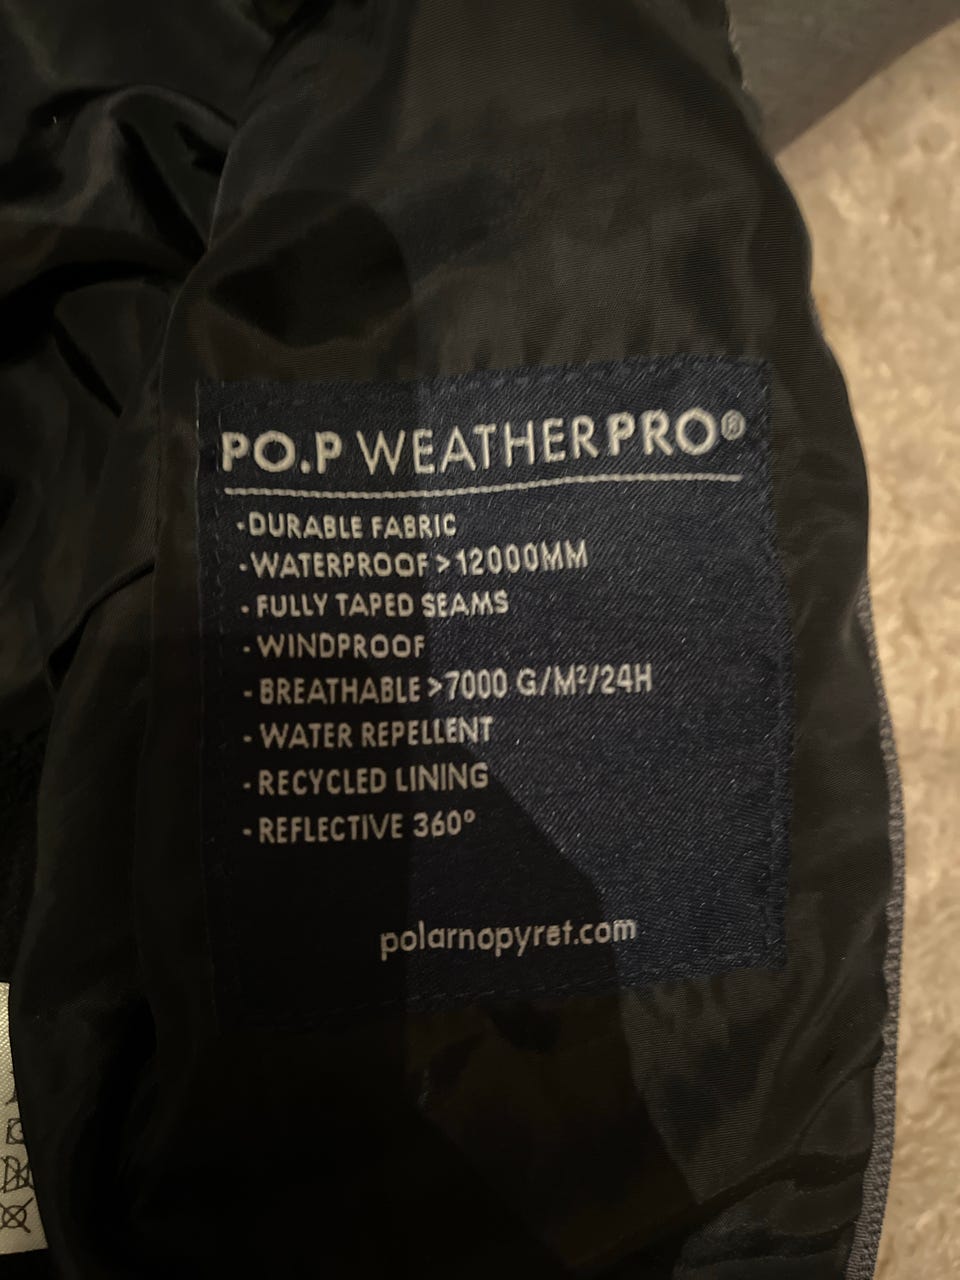 PO.P WEATHERPRO®
·DURABLE FABRIC
·WATERPROOF >12000MM
· FULLY TAPED SEAMS
· WINDPROOF
· BREATHABLE >7000 G/M²/24H
· WATER REPELLENT
· RECYCLED LINING
· REFLECTIVE 360°
polarnopyret.com